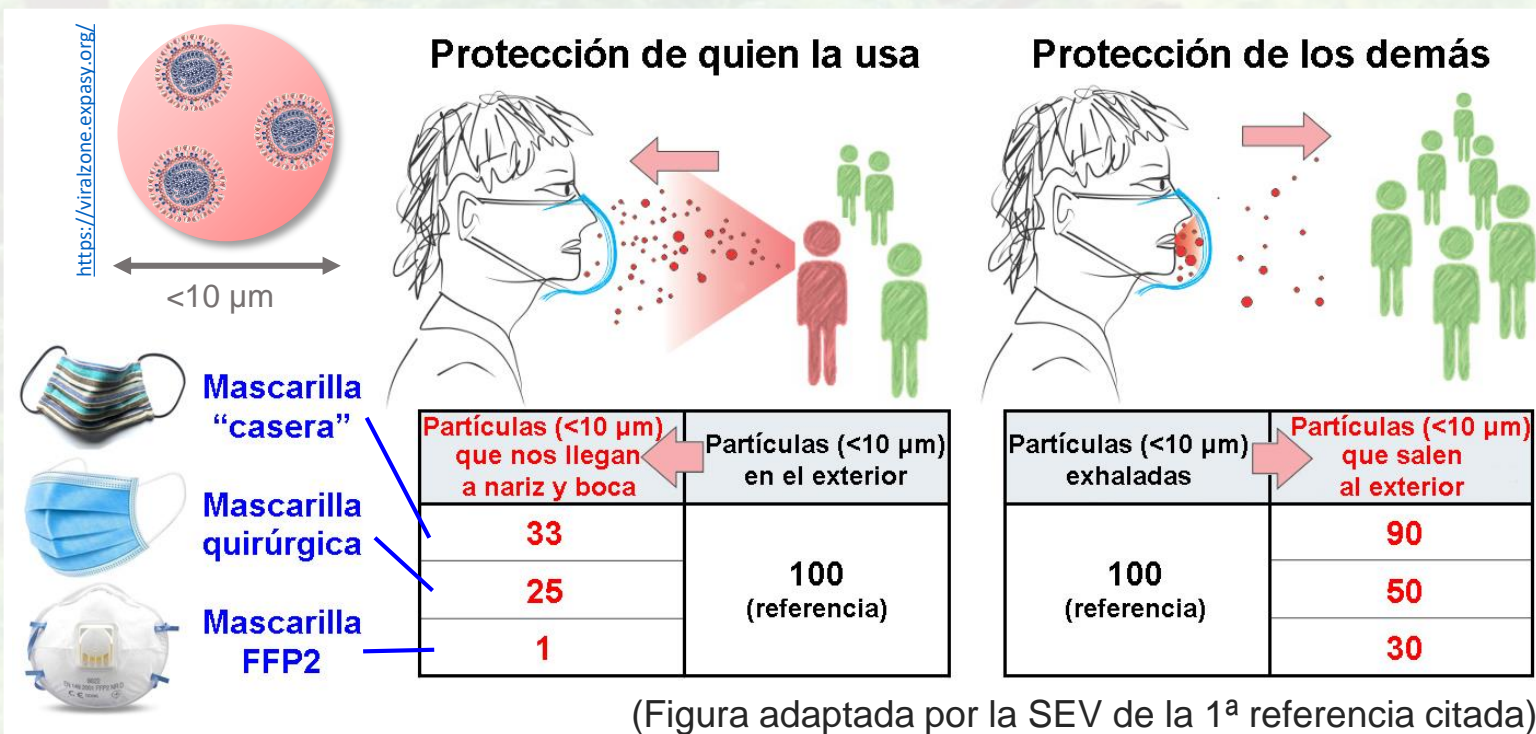 https://viralzone.expasy.org/
<10 µm
Protección de quien la usa
Protección de los demás
Mascarilla
“casera”
Mascarilla
quirúrgica
Mascarilla
FFP2
Partículas (<10 µm)
que nos llegan
a nariz y boca
Partículas (<10 µm)
en el exterior
33
25
1
100
(referencia)
Partículas (<10 µm)
exhaladas
Partículas (<10 µm)
que salen
al exterior
100
(referencia)
90
50
30
(Figura adaptada por la SEV de la 1ª referencia citada)